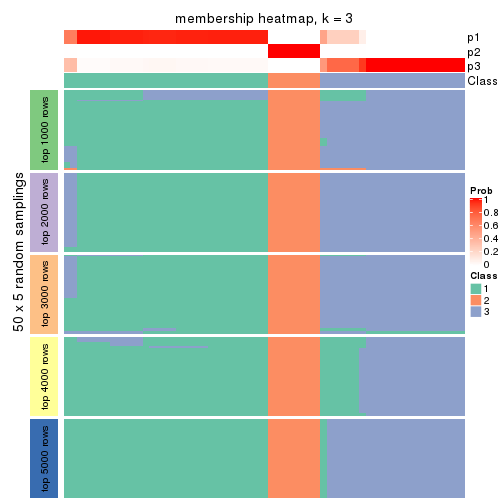 membership heatmap, k = 3
p1
p2
p3
Class
50 x 5 random samplings
top 1000 rows
top 2000 rows
top 3000 rows
top 4000 rows
top 5000 rows
Prob
1
0.8
0.6
0.4
0.2
0
Class
1
2
3